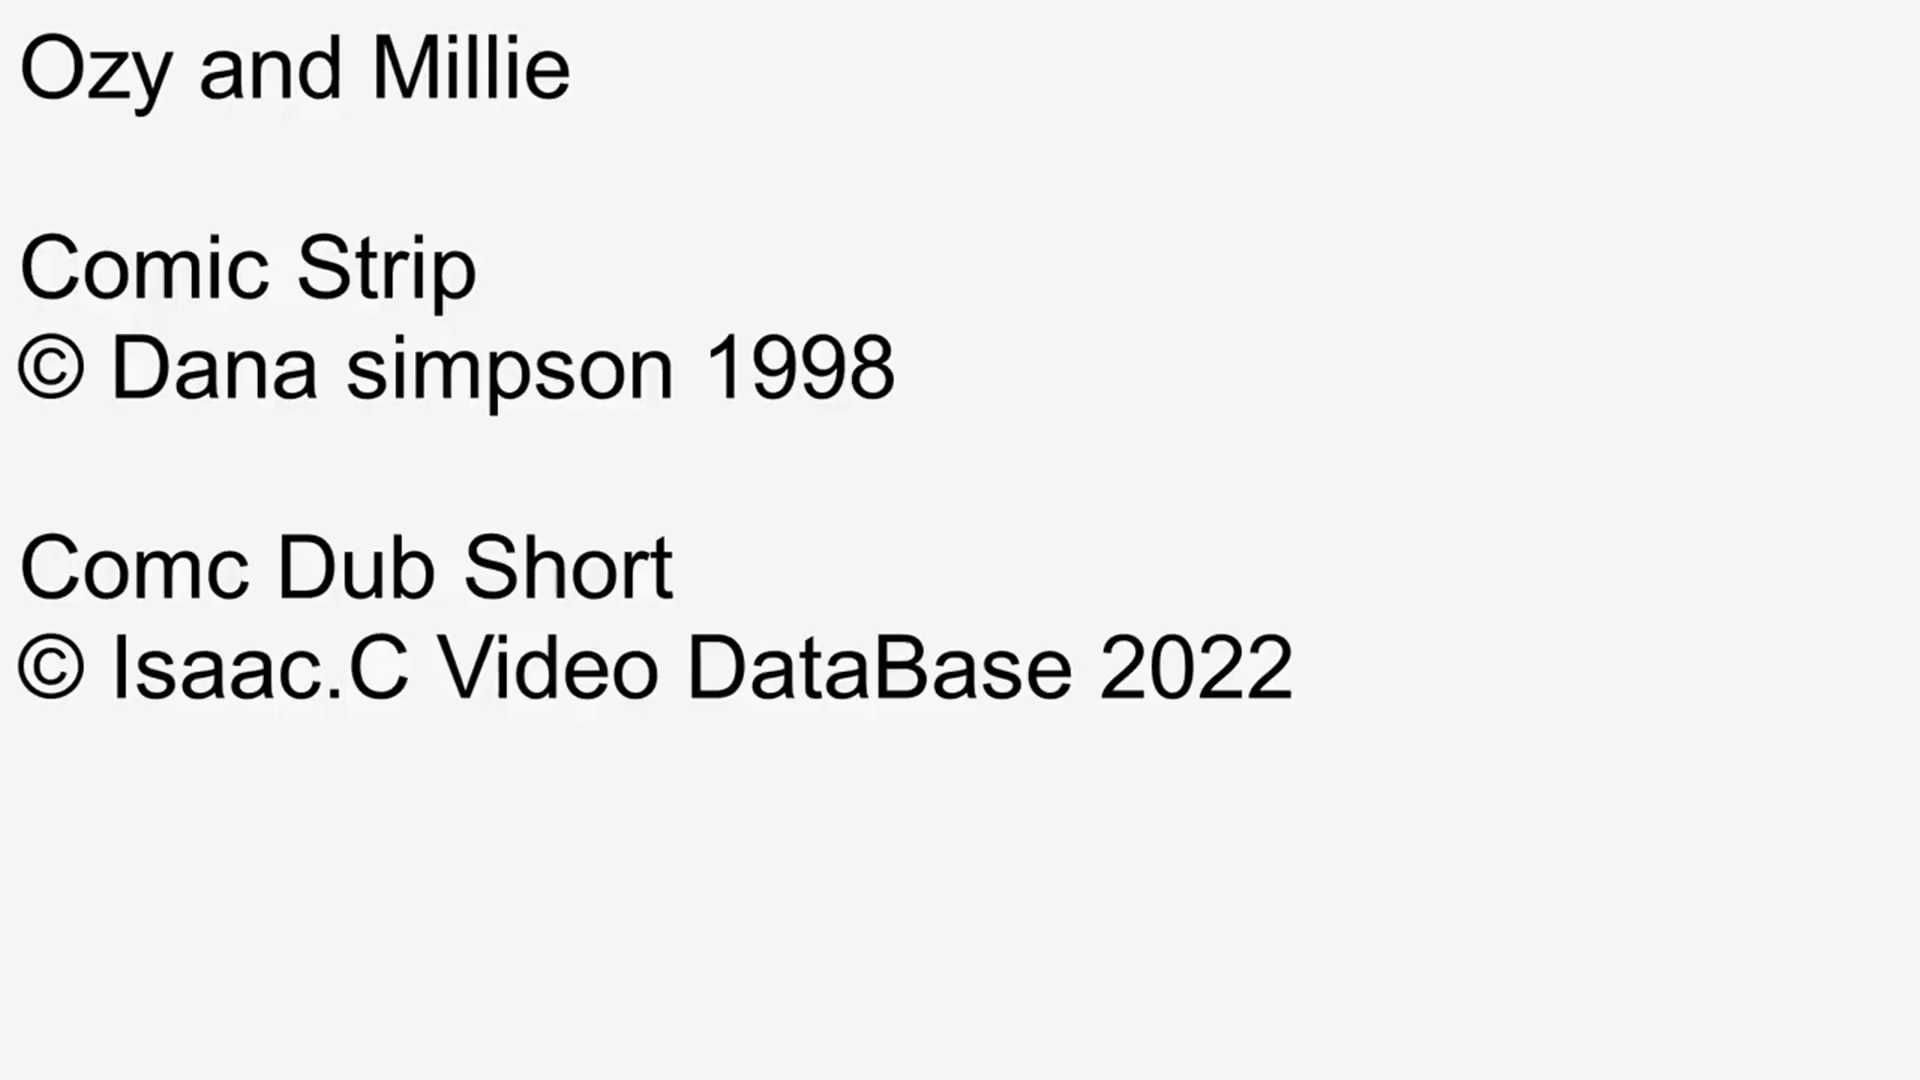 Ozy and Millie
Comic Strip
© Dana simpson 1998
Comc Dub Short
© Isaac.C Video DataBase 2022